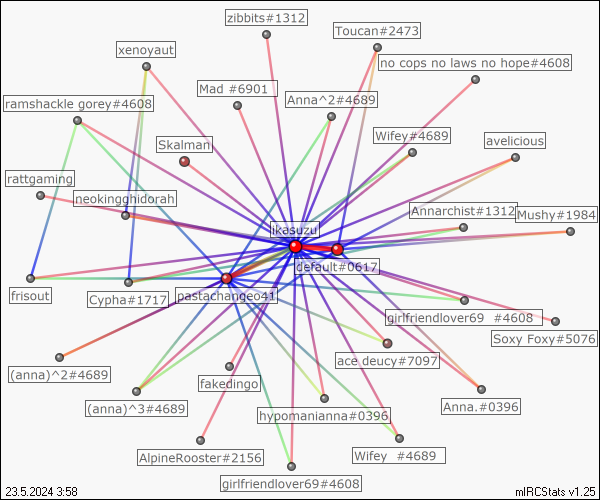 zibbits#1312
Toucan#2473
xenoyaut
no cops no laws no hope#4608
Mad #6901
Anna^2#4689
ramshackle gorey#4608
Wifey#4689
avelicious
Skalman
rattgaming
neokingghidorah
Annarchist#1312
Mushy#1984
ikasuzu
default#0617
frisout
Cypha#1717
pastachangeo41
girlfriendlover69 #4608
Soxy Foxy#5076
ace deucy#7097
(anna)^2#4689
fakedingo
(anna)^3#4689
hypomanianna#0396
Anna.#0396
AlpineRooster#2156
Wifey #4689
girlfriendlover69#4608
23.5.2024 3:58
mIRCStats v1.25